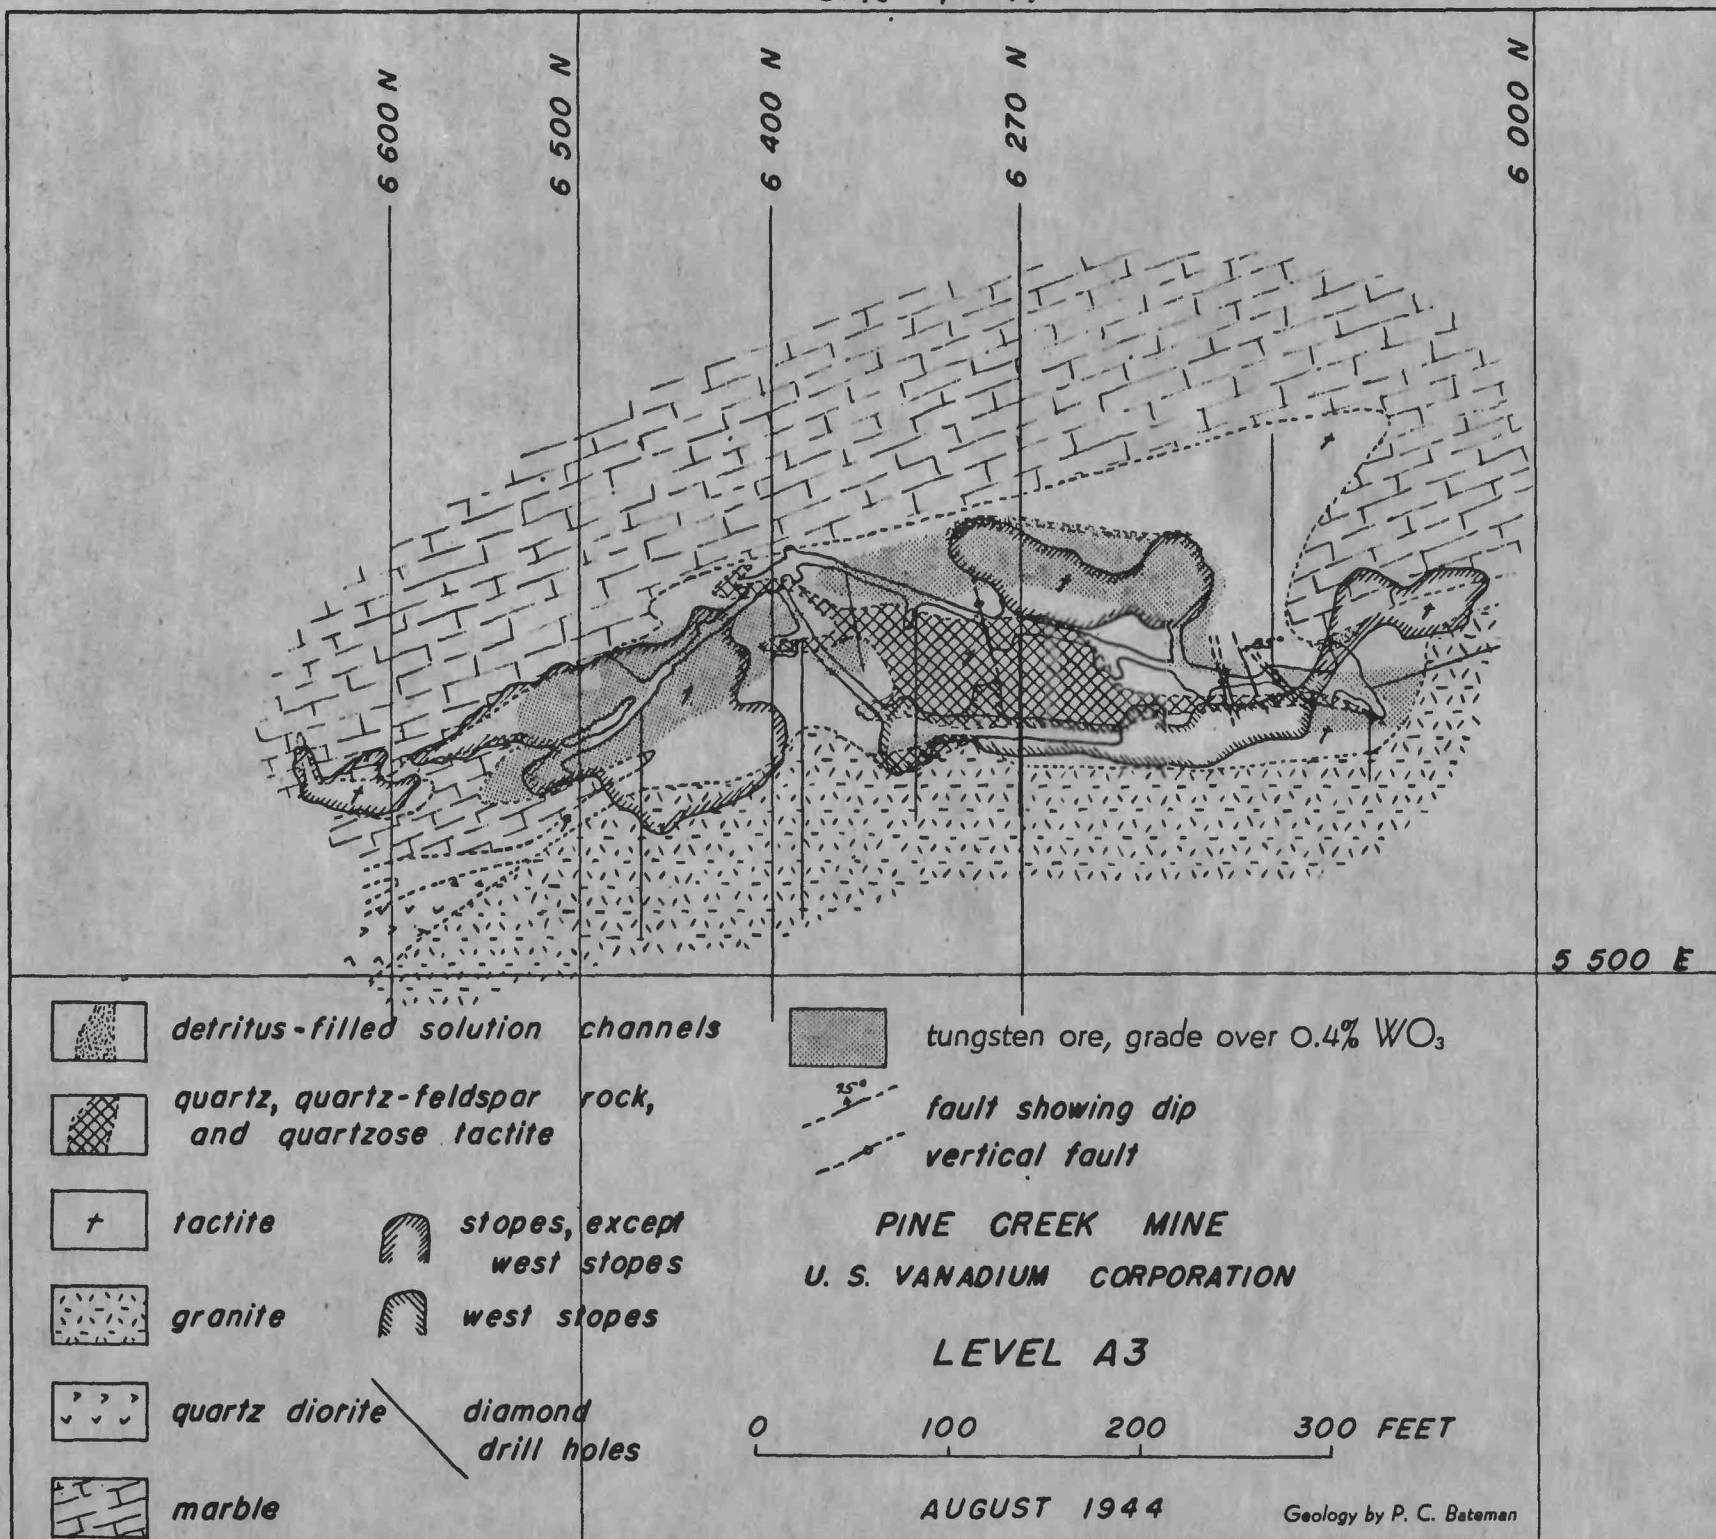 6 600 N
6 500 N
6 400 N
6 270 N
6 000 N
25°
5 500 E
detritus-filled solution channels
quartz, quartz-feldspar rock,
and quartzose tactite
tactite
granite
quartz diorite
marble
stopes, except
west stopes
west stopes
diamond
drill holes
tungsten ore, grade over 0.4% WO₃
25°
fault showing dip
vertical fault
PINE CREEK MINE
U. S. VANADIUM CORPORATION
LEVEL A3
0 100 200 300 FEET
AUGUST 1944
Geology by P. C. Bateman